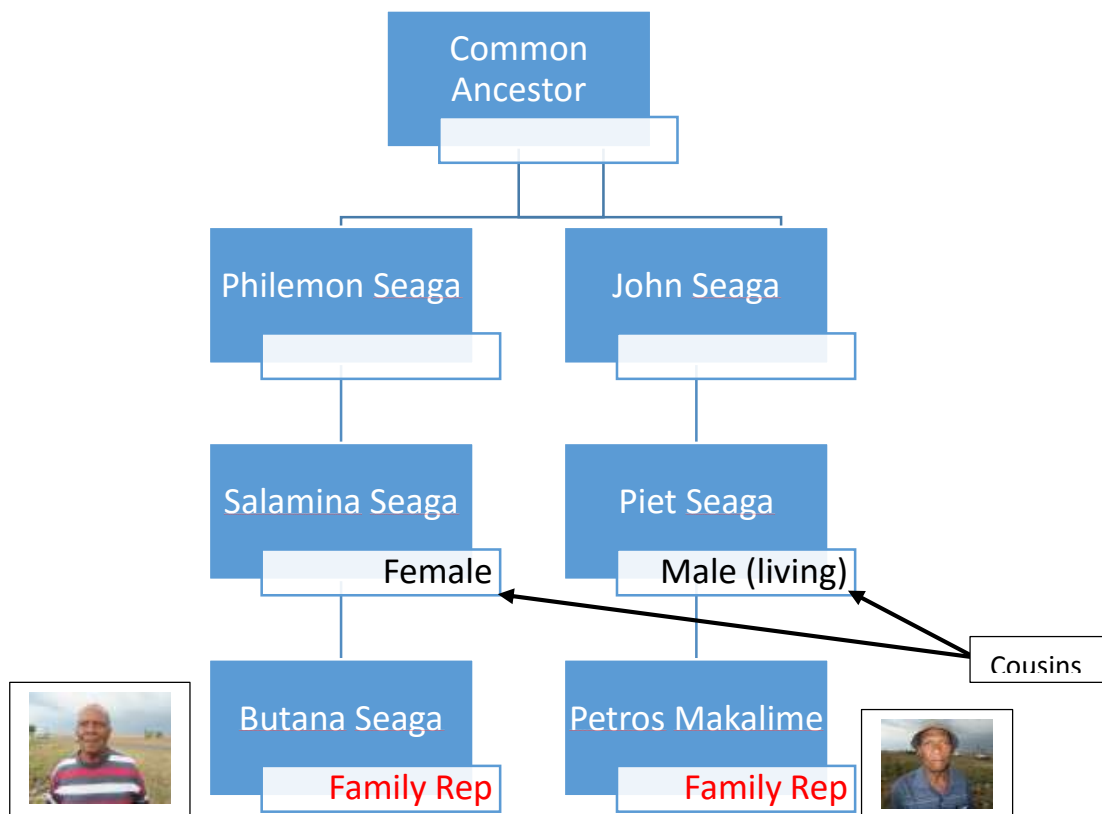 Common
Ancestor
Philemon Seaga
John Seaga
Salamina Seaga
Female
Piet Seaga
Male (living)
Cousins
Butana Seaga
Family Rep
Petros Makalime
Family Rep